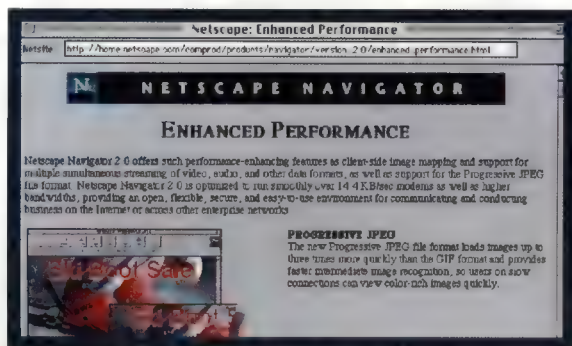 Netscape: Enhanced Performance
Netsite: http://home.netscape.com/comprod/products/navigator/version_2.0/enhanced_performance.html
N NETSCAPE NAVIGATOR
ENHANCED PERFORMANCE
Netscape Navigator 2.0 offers such performance-enhancing features as client-side image mapping and support for
multiple simultaneous streaming of video, audio, and other data formats, as well as support for the Progressive JPEG
file format. Netscape Navigator 2.0 is optimized to run smoothly over 14.4 KB/sec modems as well as higher
bandwidths, providing an open, flexible, secure, and easy-to-use environment for communicating and conducting
business on the Internet or across other enterprise networks.
PROGRESSIVE JPEG
The new Progressive JPEG file format loads images up to
three times more quickly than the GIF format and provides
faster intermediate image recognition, so users on slow
connections can view color-rich images quickly.
Boot Sale